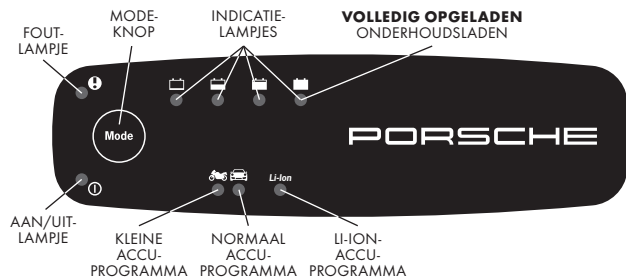 FOUT-
LAMPJE
MODE-
KNOP
INDICATIE-
LAMPJES
VOLLEDIG OPGELADEN
ONDERHOUDSLADEN
Mode
PORSCHE
Li-Ion
AAN/UIT-
LAMPJE
KLEINE
ACCU-
PROGRAMMA
NORMAAL
ACCU-
PROGRAMMA
LI-ION-
ACCU-
PROGRAMMA